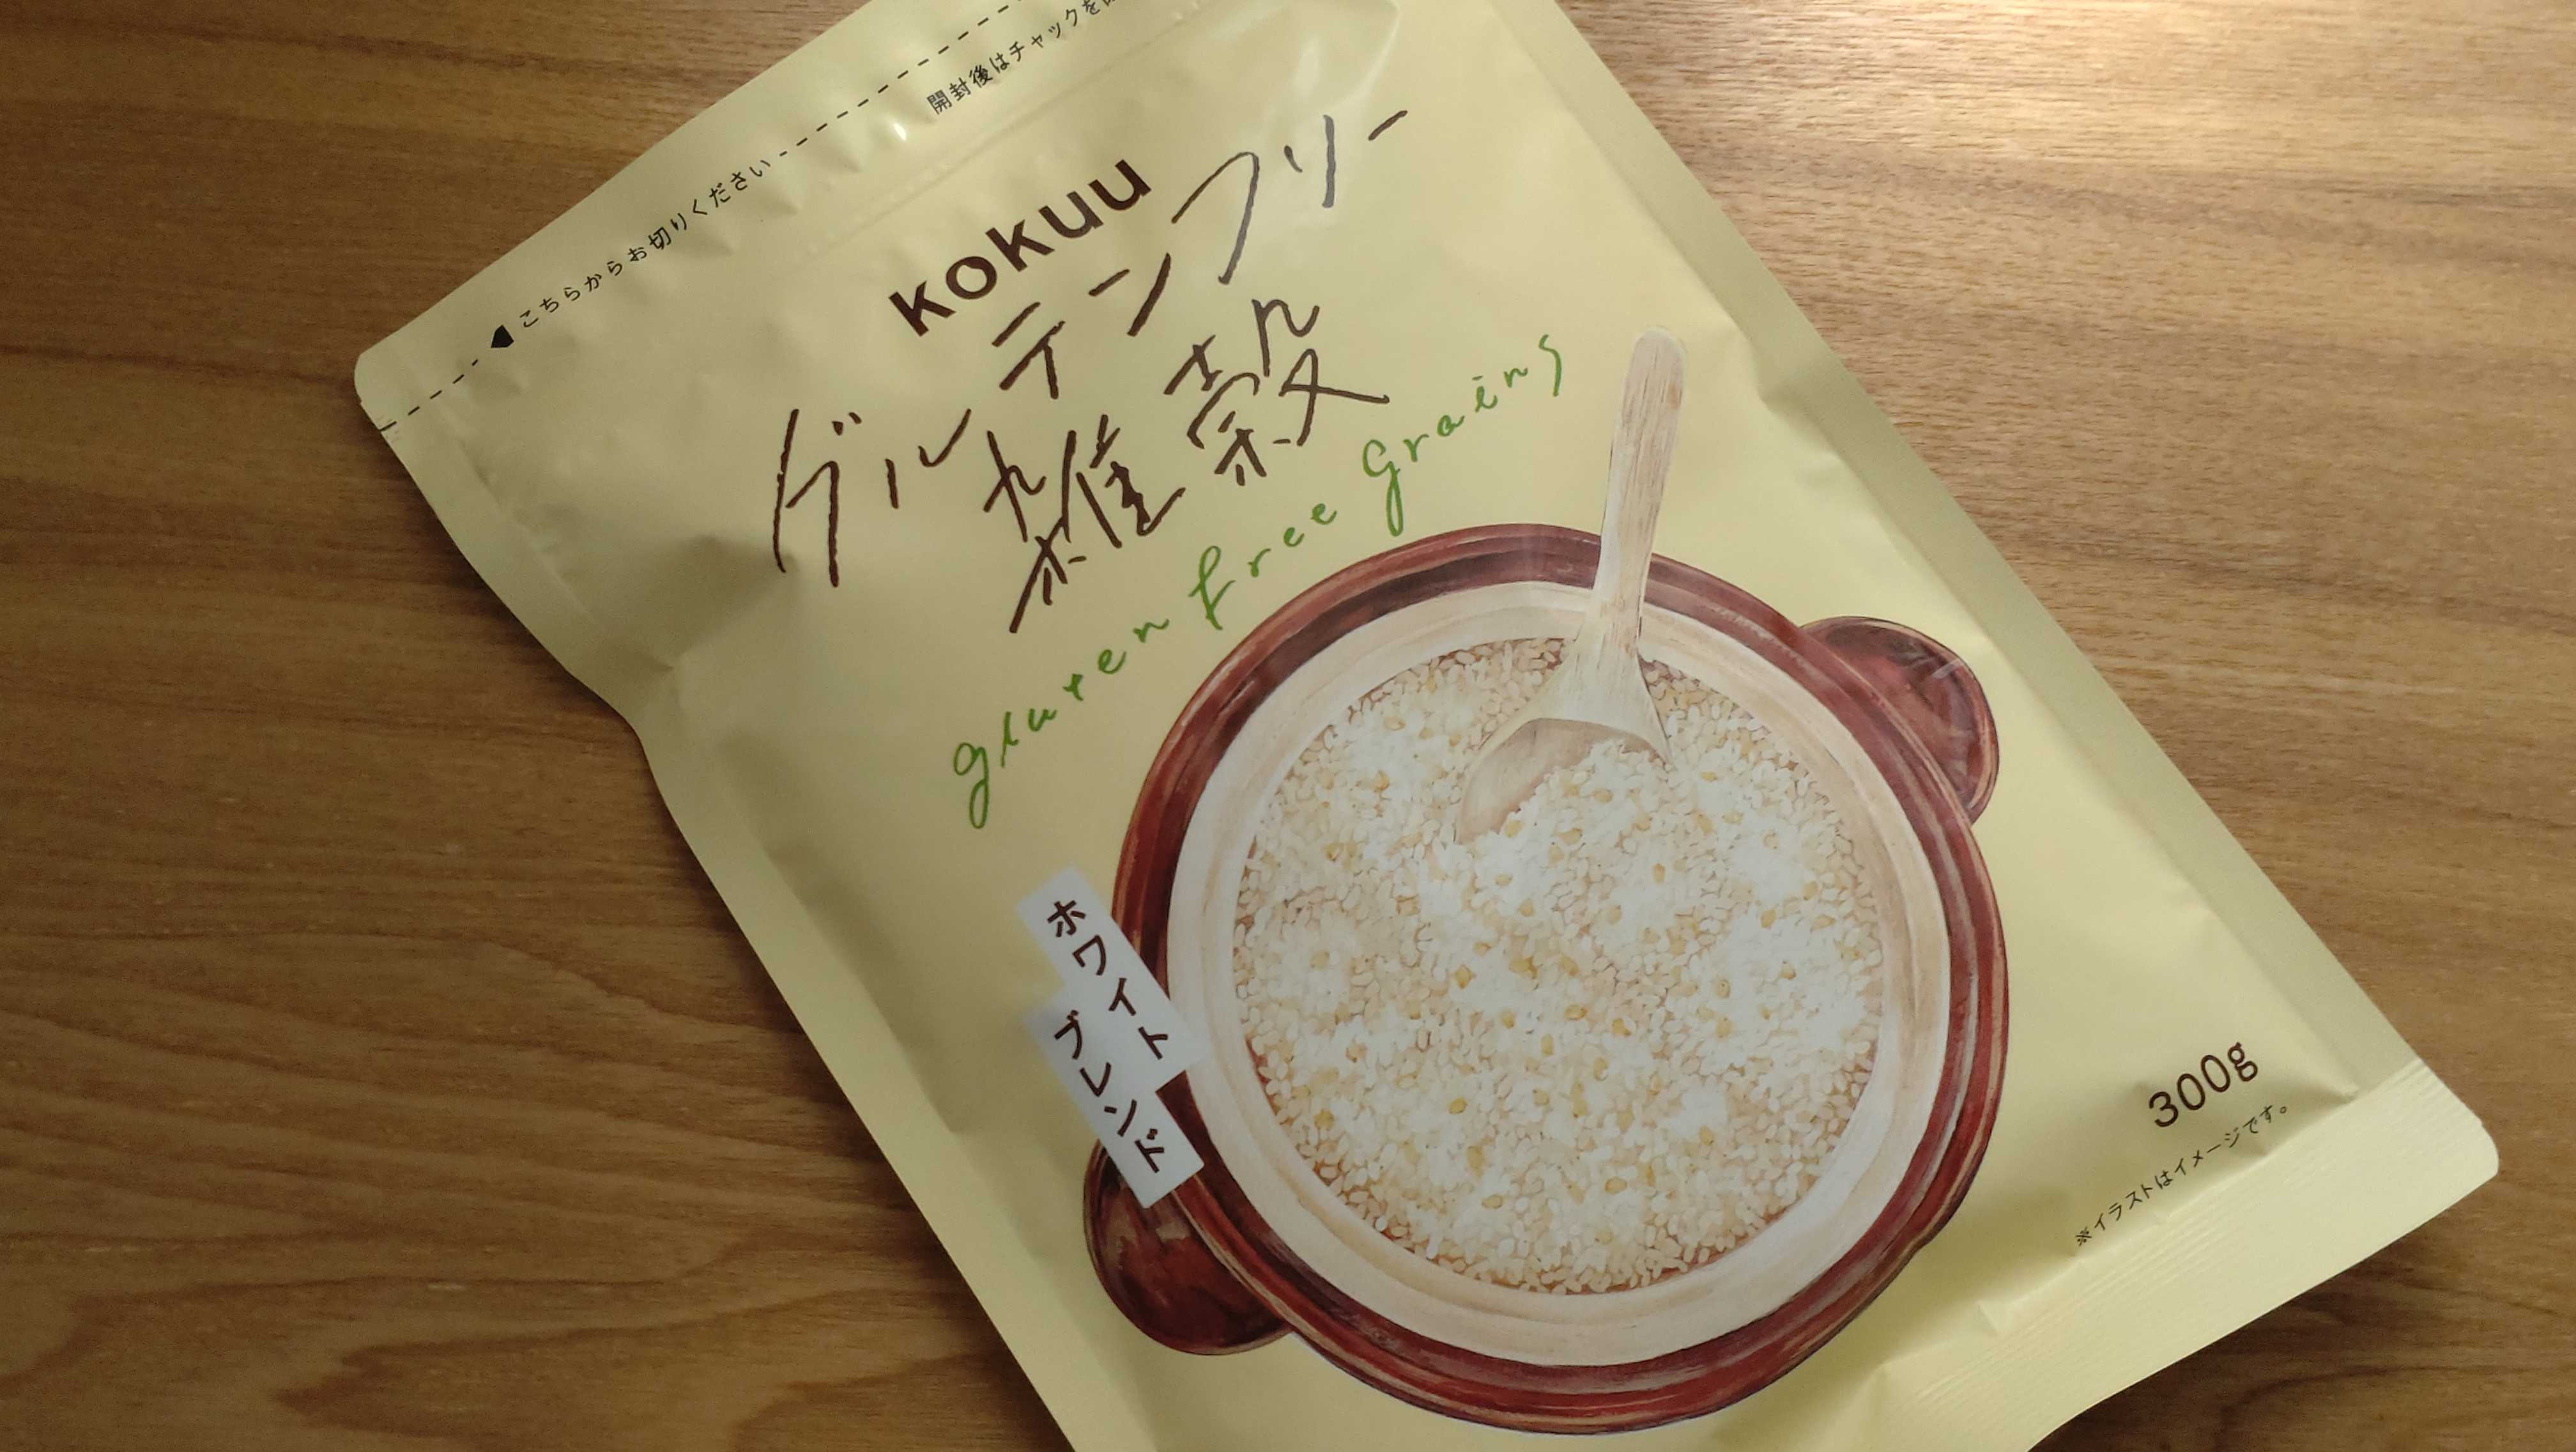 開封後はチャックを
こちらからお切りください
kokuu
グルテンフリー
雑穀
gluten free grains
ホワイト
ブレンド
300g
※イラストはイメージです。